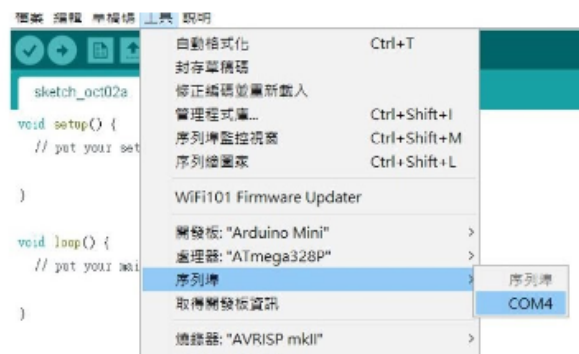 檔案 編輯 草稿碼 工具 說明
sketch_oct02a
void setup() {
// put your set
}
void loop() {
// put your mai
}
自動格式化 Ctrl+T
封存草稿碼
修正編碼並重新載入
管理程式庫... Ctrl+Shift+I
序列埠監控視窗 Ctrl+Shift+M
序列繪圖家 Ctrl+Shift+L
WiFi101 Firmware Updater
開發板: "Arduino Mini"
處理器: "ATmega328P"
序列埠
取得開發板資訊
燒錄器: "AVRISP mkII"
序列埠
COM4